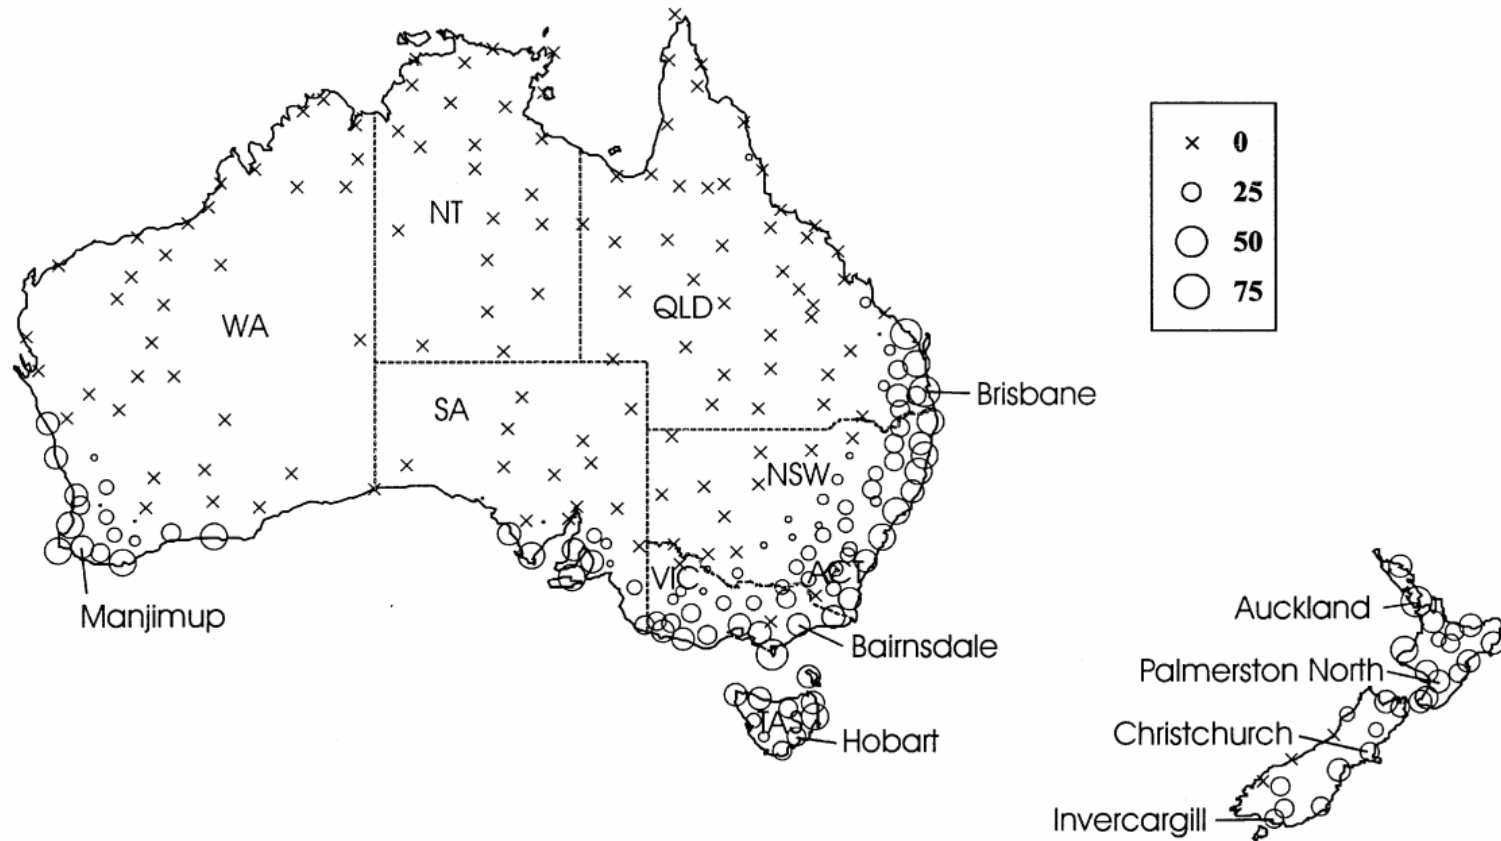 0
25
50
75
NT
WA
QLD
SA
Brisbane
NSW
VIC
ACT
Manjimup
Bairnsdale
TAS
Hobart
Auckland
Palmerston North
Christchurch
Invercargill